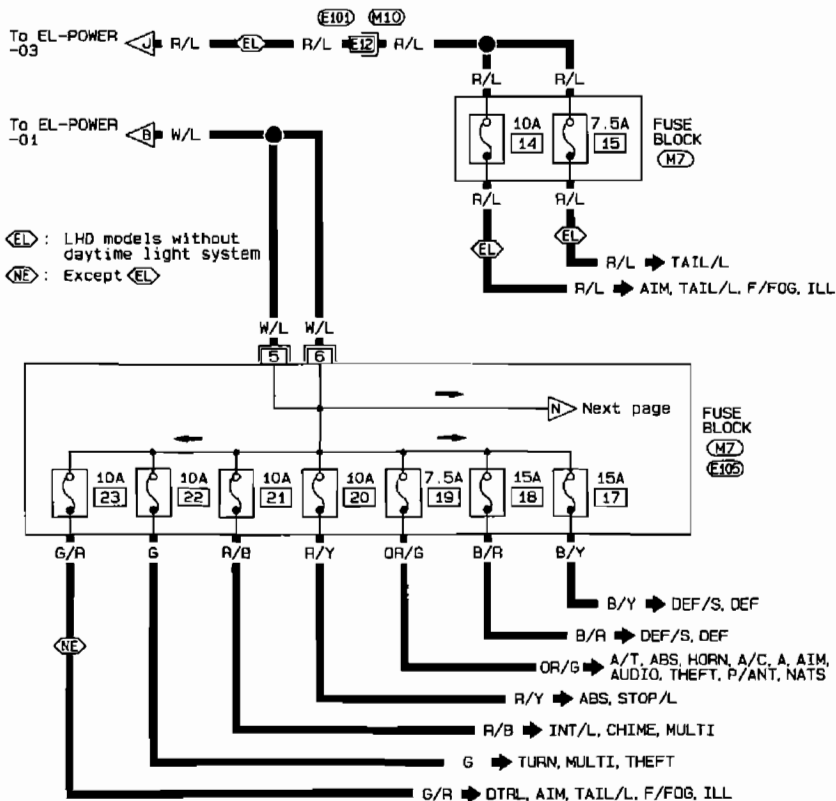 E101 M10
To EL-POWER
-03
J R/L EL R/L E12 R/L
R/L R/L
10A 7.5A
14 15
FUSE
BLOCK
M7
To EL-POWER
-01
B W/L
R/L R/L
EL EL
EL : LHD models without
daytime light system
NE : Except EL
R/L TAIL/L
R/L AIM, TAIL/L, F/FOG, ILL
W/L W/L
5 6
N Next page
FUSE
BLOCK
M7
E105
10A 10A 10A 10A 7.5A 15A 15A
23 22 21 20 19 18 17
G/R G R/B R/Y OR/G B/R B/Y
B/Y DEF/S, DEF
B/R DEF/S, DEF
NE
OR/G A/T, ABS, HORN, A/C, A, AIM,
AUDIO, THEFT, P/ANT, NATS
R/Y ABS, STOP/L
R/B INT/L, CHIME, MULTI
G TURN, MULTI, THEFT
G/R DTRL, AIM, TAIL/L, F/FOG, ILL